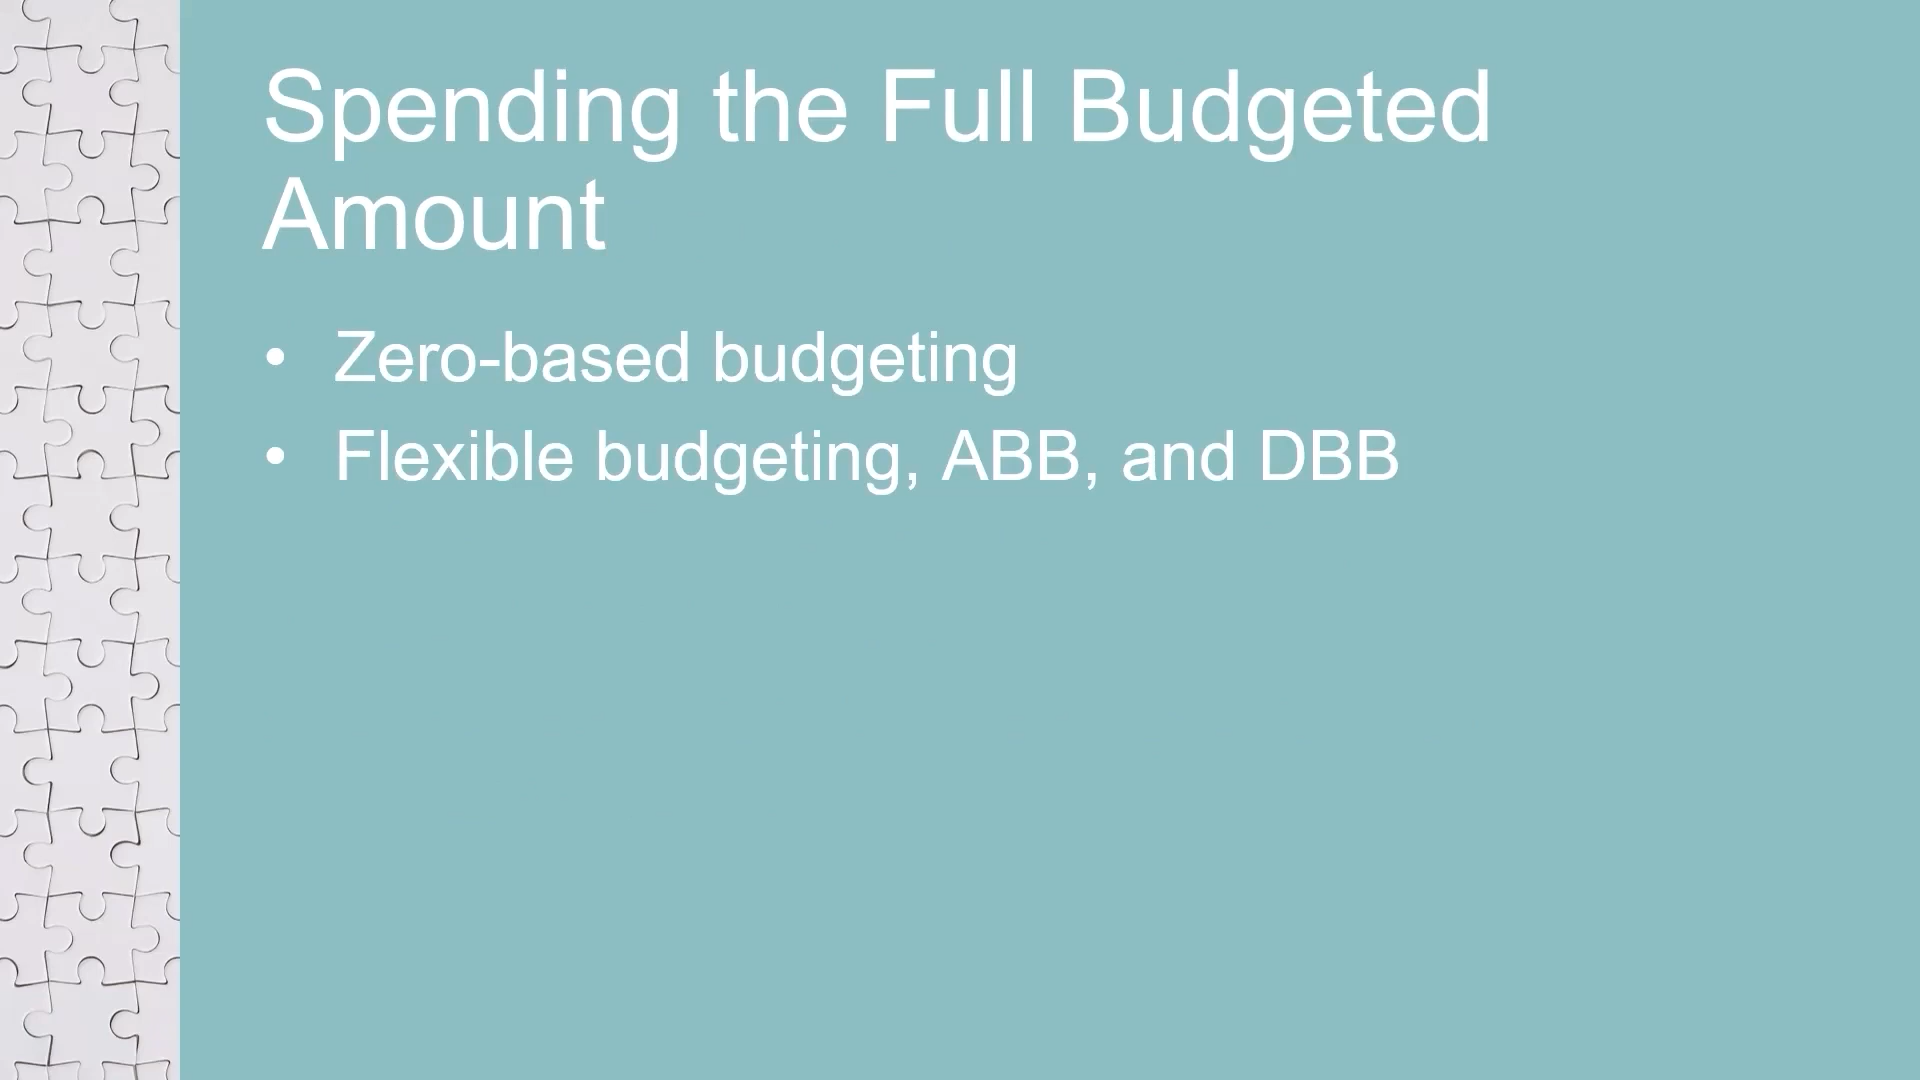 Spending the Full Budgeted
Amount
• Zero-based budgeting
• Flexible budgeting, ABB, and DBB